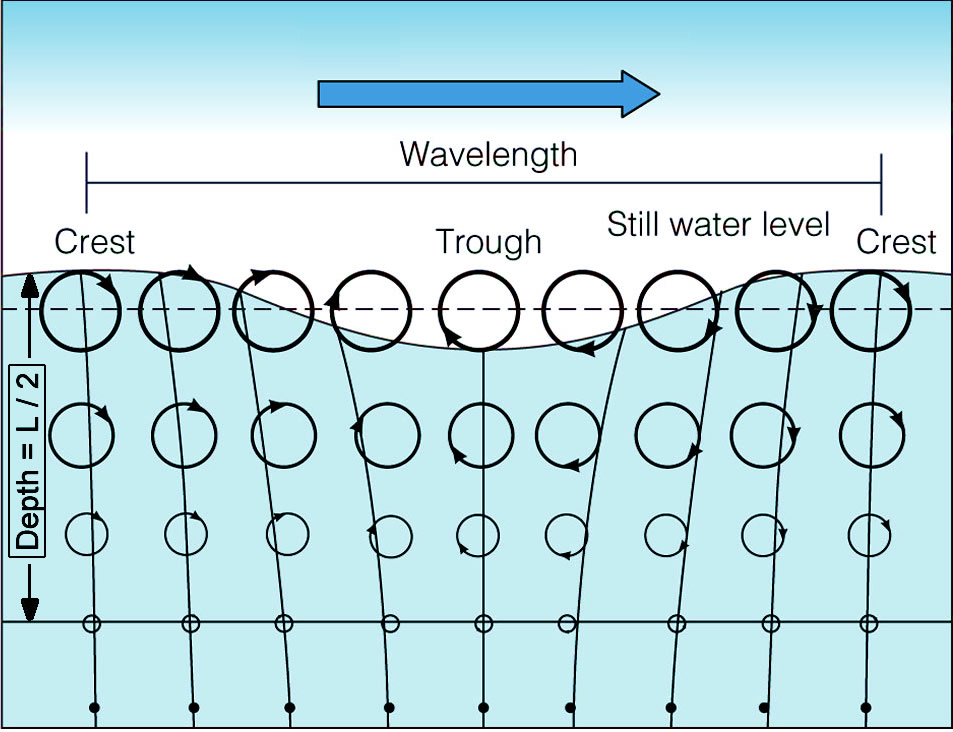 Wavelength
Still water level
Crest
Trough
Crest
Depth = L / 2